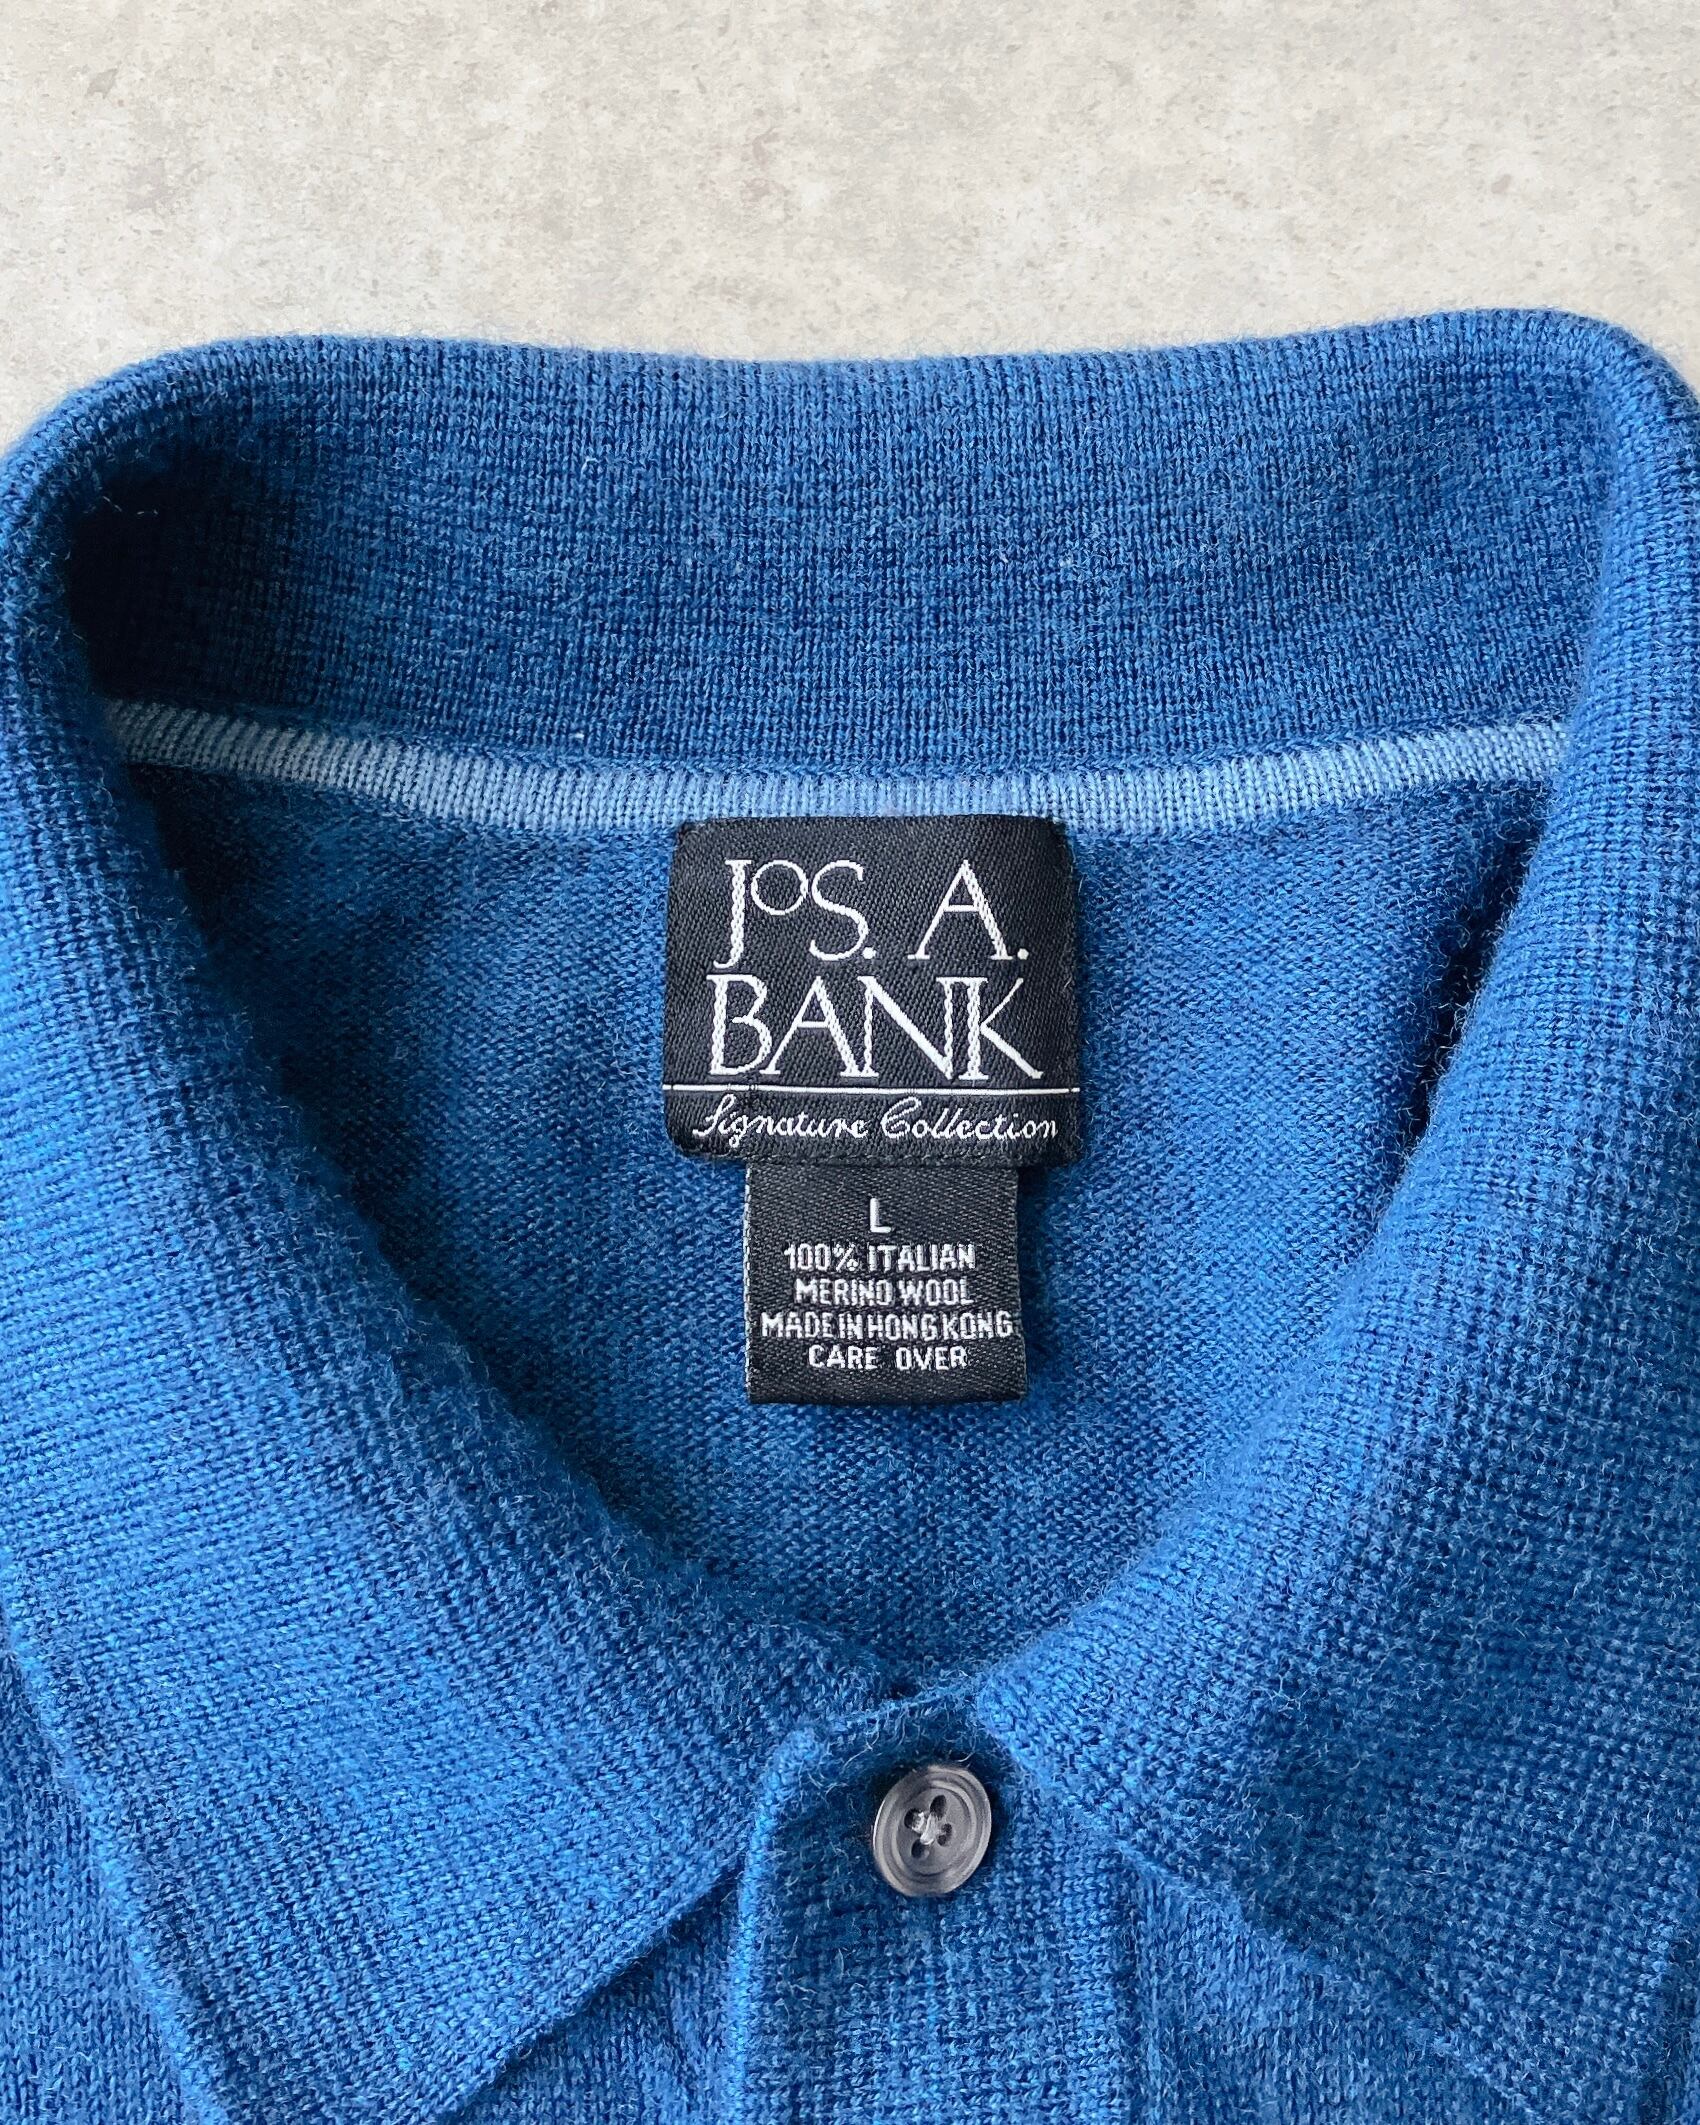 JoS. A.
BANK
Signature Collection
L
100% ITALIAN
MERINO WOOL
MADE IN HONG KONG
CARE OVER